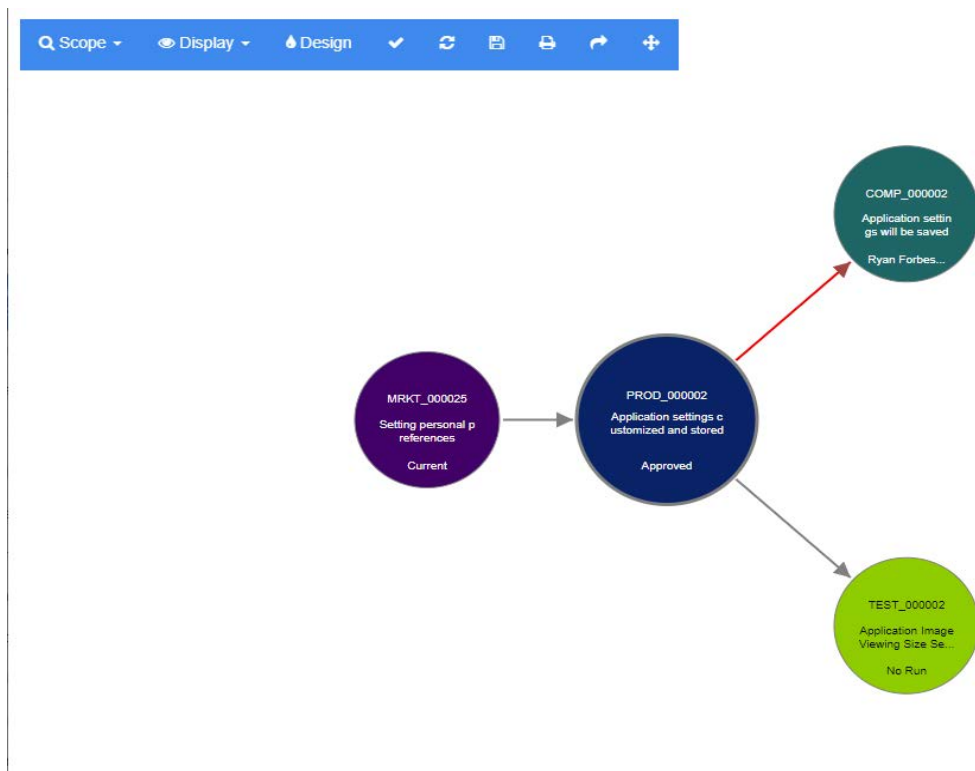 Scope
Display
Design
COMP_000002
Application settin
gs will be saved
Ryan Forbes...
MRKT_000025
Setting personal p
references
Current
PROD_000002
Application settings c
ustomized and stored
Approved
TEST_000002
Application Image
Viewing Size Se...
No Run